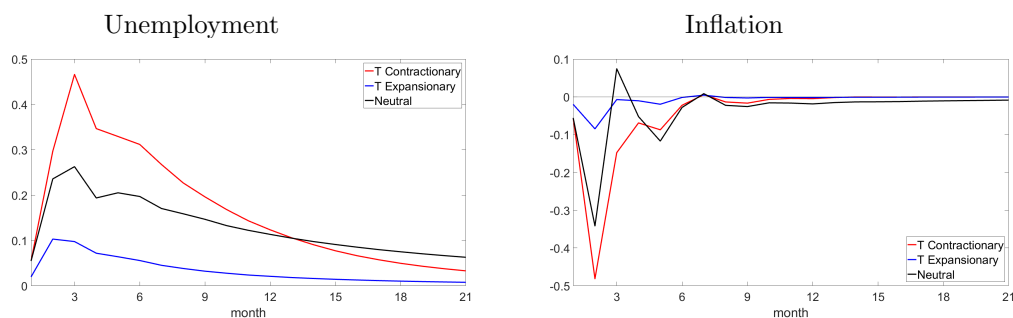 Unemployment
0.5
0.4
0.3
0.2
0.1
0
3
6
9
12
15
18
21
month
T Contractionary
T Expansionary
Neutral
Inflation
0.1
0
-0.1
-0.2
-0.3
-0.4
-0.5
3
6
9
12
15
18
21
month
T Contractionary
T Expansionary
Neutral